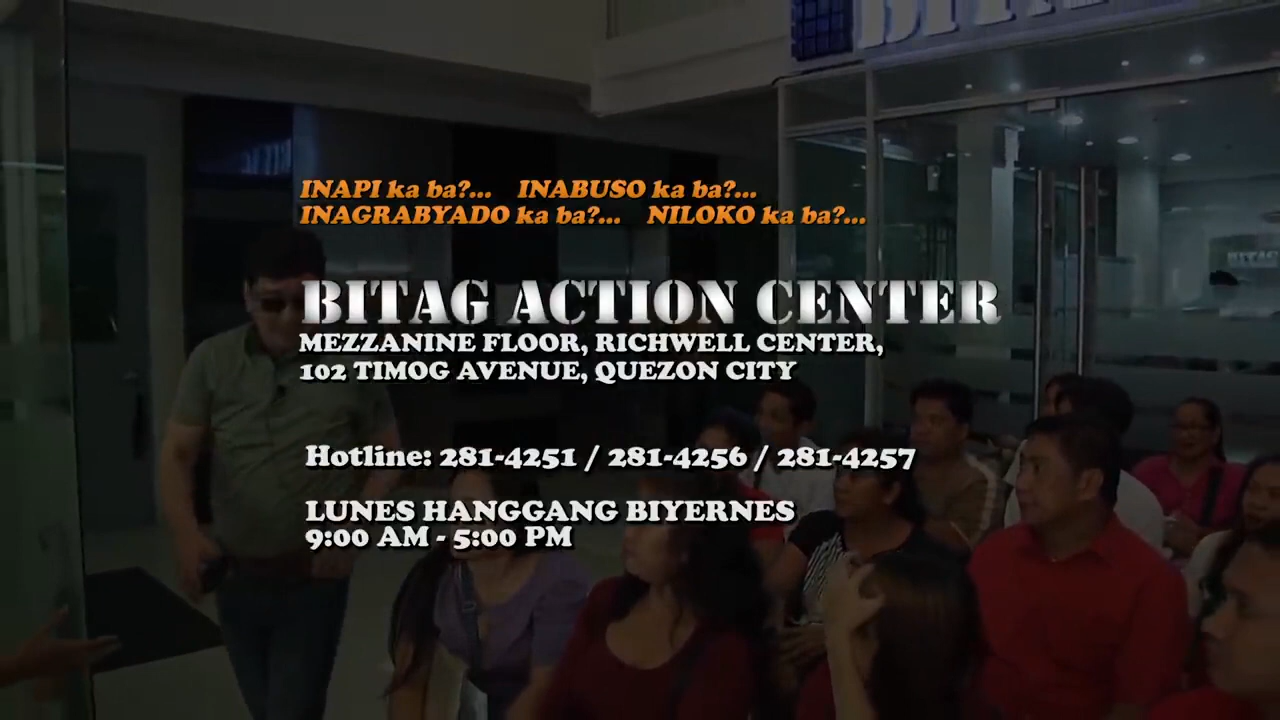 INAPI ka ba?... INABUSO ka ba?...
INAGRABYADO ka ba?... NILOKO ka ba?...
BITAG ACTION CENTER
MEZZANINE FLOOR, RICHWELL CENTER,
102 TIMOG AVENUE, QUEZON CITY
Hotline: 281-4251 / 281-4256 / 281-4257
LUNES HANGGANG BIYERNES
9:00 AM - 5:00 PM
BITAG